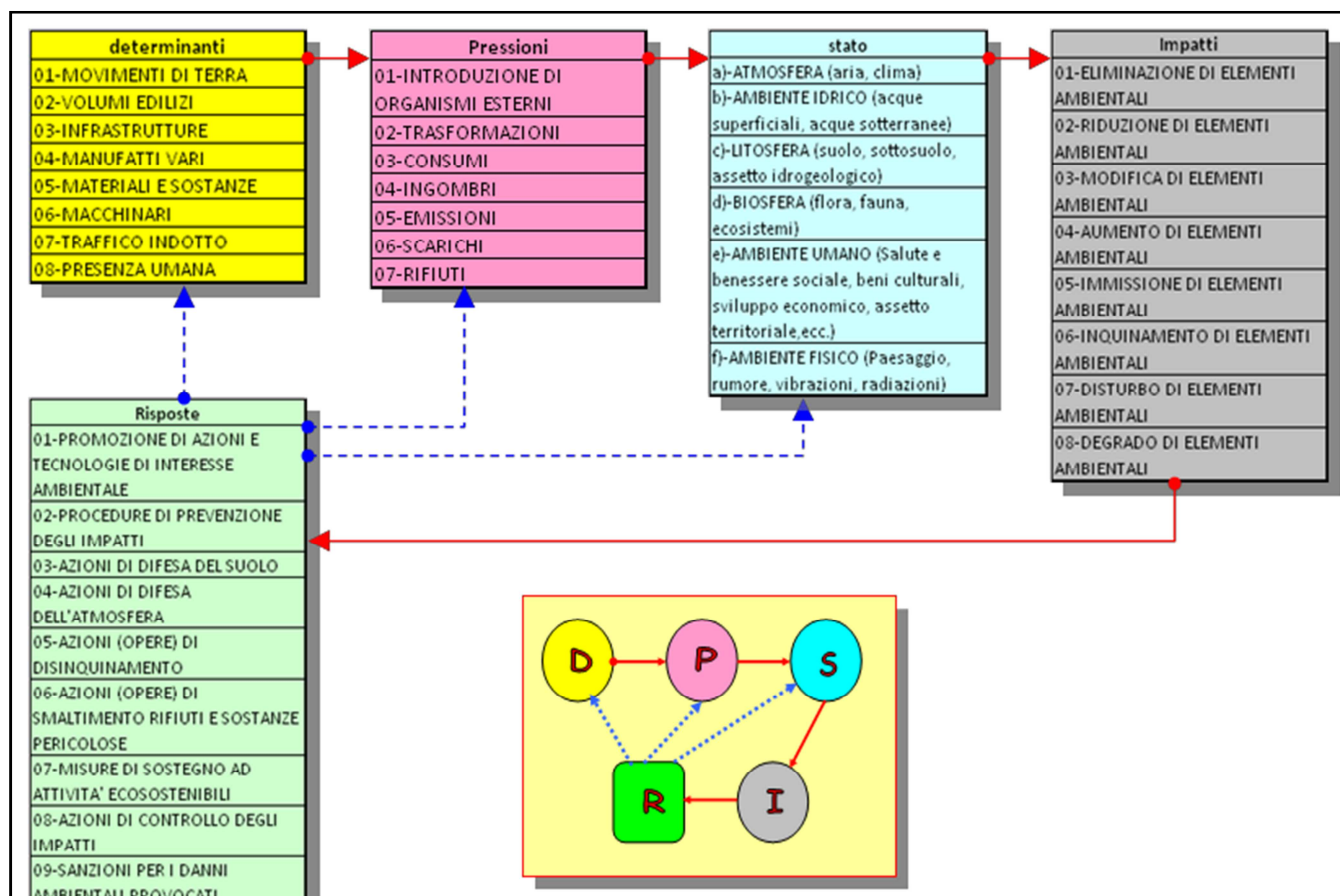 determinanti
01-MOVIMENTI DI TERRA
02-VOLUMI EDILIZI
03-INFRASTRUTTURE
04-MANUFATTI VARI
05-MATERIALI E SOSTANZE
06-MACCHINARI
07-TRAFFICO INDOTTO
08-PRESENZA UMANA
Pressioni
01-INTRODUZIONE DI
ORGANISMI ESTERNI
02-TRASFORMAZIONI
03-CONSUMI
04-INGOMBRI
05-EMISSIONI
06-SCARICHI
07-RIFIUTI
stato
a)-ATMOSFERA (aria, clima)
b)-AMBIENTE IDRICO (acque
superficiali, acque sotterranee)
c)-LITOSFERA (suolo, sottosuolo,
assetto idrogeologico)
d)-BIOSFERA (flora, fauna,
ecosistemi)
e)-AMBIENTE UMANO (Salute e
benessere sociale, beni culturali,
sviluppo economico, assetto
territoriale,ecc.)
f)-AMBIENTE FISICO (Paesaggio,
rumore, vibrazioni, radiazioni)
Impatti
01-ELIMINAZIONE DI ELEMENTI
AMBIENTALI
02-RIDUZIONE DI ELEMENTI
AMBIENTALI
03-MODIFICA DI ELEMENTI
AMBIENTALI
04-AUMENTO DI ELEMENTI
AMBIENTALI
05-IMMISSIONE DI ELEMENTI
AMBIENTALI
06-INQUINAMENTO DI ELEMENTI
AMBIENTALI
07-DISTURBO DI ELEMENTI
AMBIENTALI
08-DEGRADO DI ELEMENTI
AMBIENTALI
Risposte
01-PROMOZIONE DI AZIONI E
TECNOLOGIE DI INTERESSE
AMBIENTALE
02-PROCEDURE DI PREVENZIONE
DEGLI IMPATTI
03-AZIONI DI DIFESA DEL SUOLO
04-AZIONI DI DIFESA
DELL'ATMOSFERA
05-AZIONI (OPERE) DI
DISINQUINAMENTO
06-AZIONI (OPERE) DI
SMALTIMENTO RIFIUTI E SOSTANZE
PERICOLOSE
07-MISURE DI SOSTEGNO AD
ATTIVITA' ECOSOSTENIBILI
08-AZIONI DI CONTROLLO DEGLI
IMPATTI
09-SANZIONI PER I DANNI
AMBIENTALI PROVOCATI
D
P
S
R
I